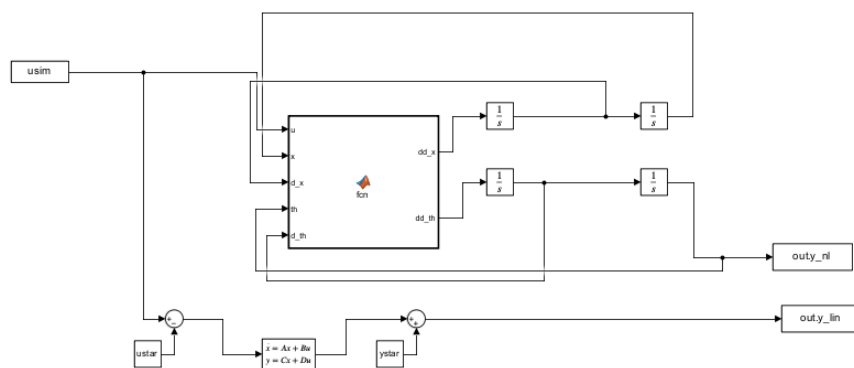 usim
u
x
d_x
th
d_th
fcn
dd_x
dd_th
1/s
1/s
1/s
1/s
out.y_nl
out.y_lin
+
−
ustar
ẋ = Ax + Bu
y = Cx + Du
+
+
ystar